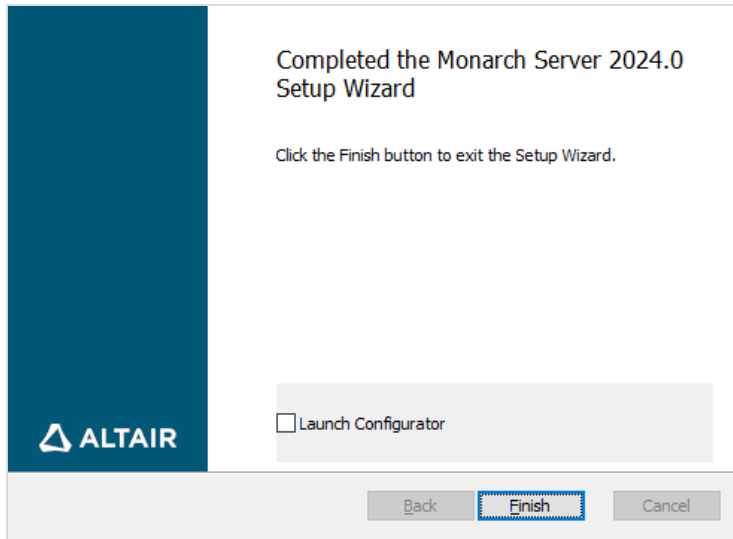 Completed the Monarch Server 2024.0
Setup Wizard
Click the Finish button to exit the Setup Wizard.
Launch Configurator
ALTAIR
Back
Finish
Cancel